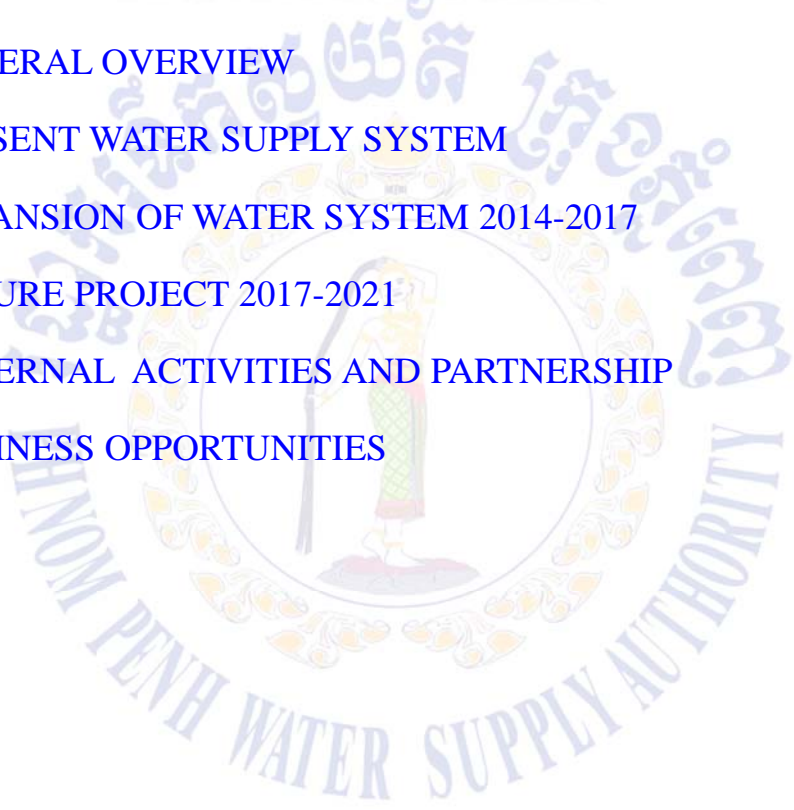 ERAL OVERVIEW
SENT WATER SUPPLY SYSTEM
ANSION OF WATER SYSTEM 2014-2017
URE PROJECT 2017-2021
ERNAL ACTIVITIES AND PARTNERSHIP
INESS OPPORTUNITIES
HNOM PENH WATER SUPPLY AUTHORITY